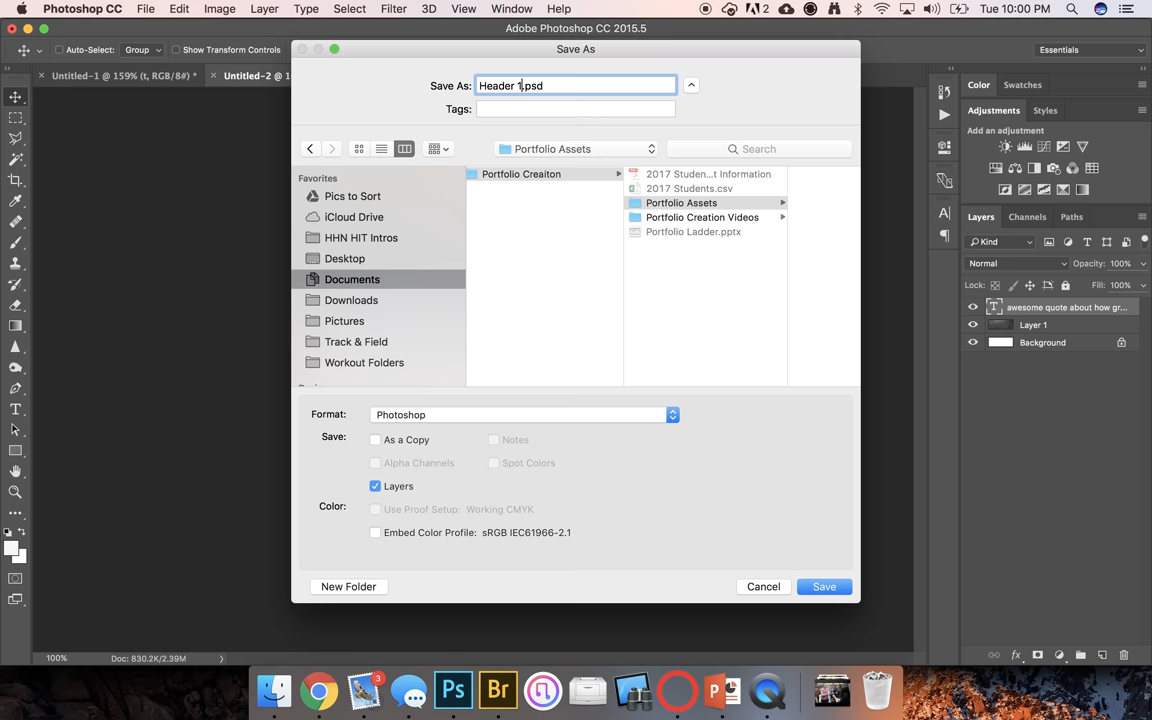 Photoshop CC File Edit Image Layer Type Select Filter 3D View Window Help 2 Tue 10:00 PM
Adobe Photoshop CC 2015.5
Auto-Select: Group Show Transform Controls Essentials
Save As
Untitled-1 @ 159% (t, RGB/8#) * Untitled-2 @ 1
Save As: Header 1.psd
Tags:
Color Swatches
Adjustments Styles
Add an adjustment
Portfolio Assets Search
Favorites
Pics to Sort
iCloud Drive
HHN HIT Intros
Desktop
Documents
Downloads
Pictures
Track & Field
Workout Folders
Portfolio Creaiton
2017 Studen...t Information
2017 Students.csv
Portfolio Assets
Portfolio Creation Videos
Portfolio Ladder.pptx
Layers Channels Paths
Kind
Normal Opacity: 100%
Lock: Fill: 100%
T awesome quote about how gr...
Layer 1
Background
Format: Photoshop
Save: As a Copy Notes
Alpha Channels Spot Colors
Layers
Color: Use Proof Setup: Working CMYK
Embed Color Profile: sRGB IEC61966-2.1
New Folder Cancel Save
100% Doc: 830.2K/2.39M
3
Ps Br P